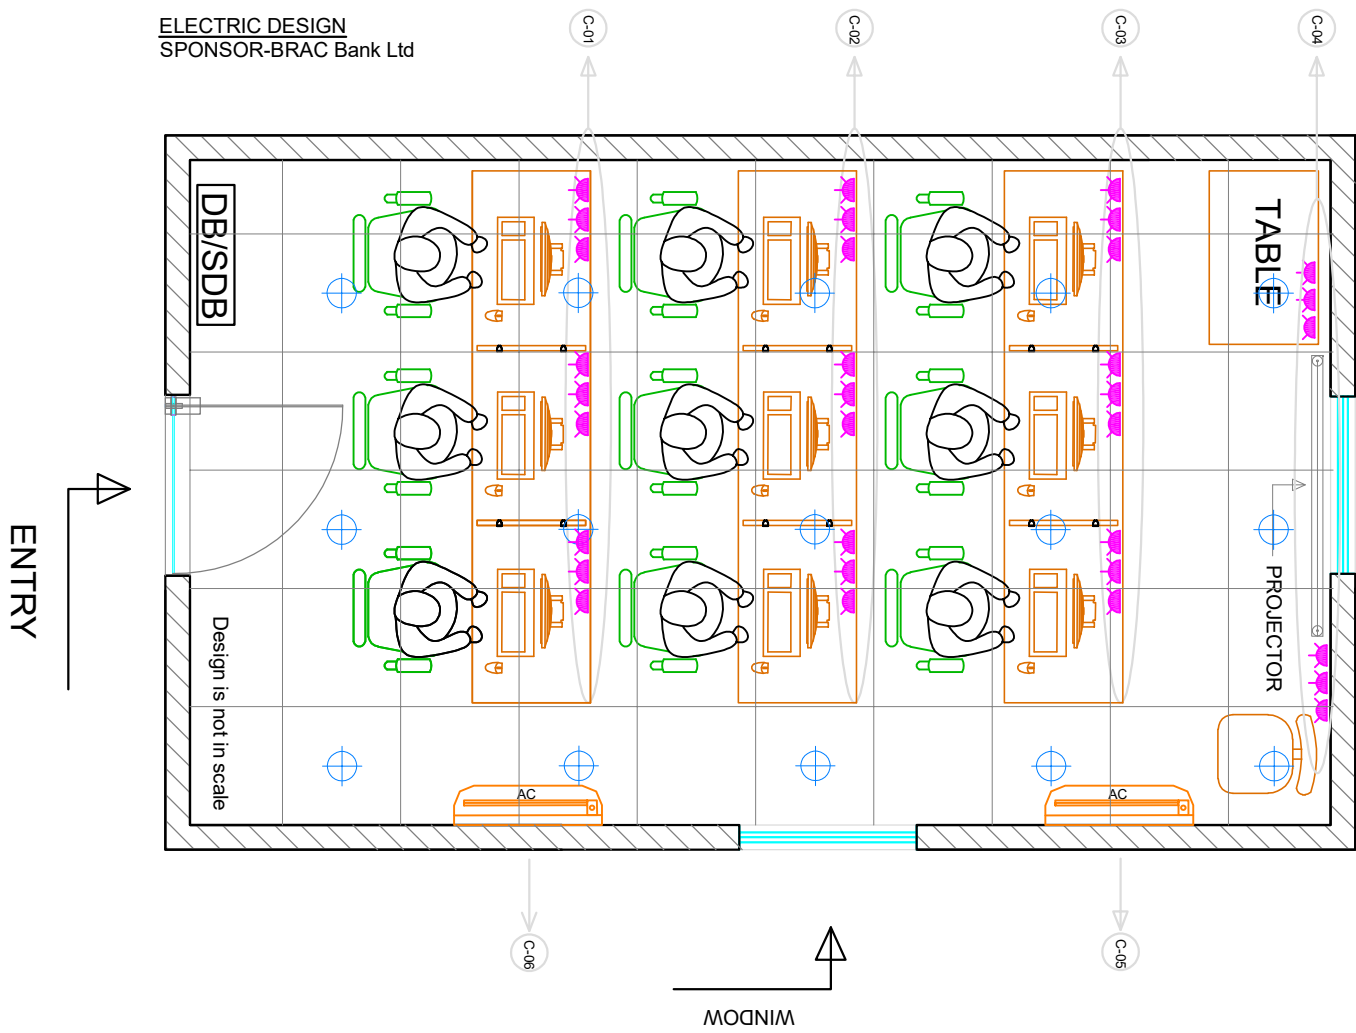 ELECTRIC DESIGN
SPONSOR-BRAC Bank Ltd
C-01
C-02
C-03
C-04
DB/SDB
TABLE
ENTRY
PROJECTOR
Design is not in scale
AC
AC
C-06
C-05
WINDOW